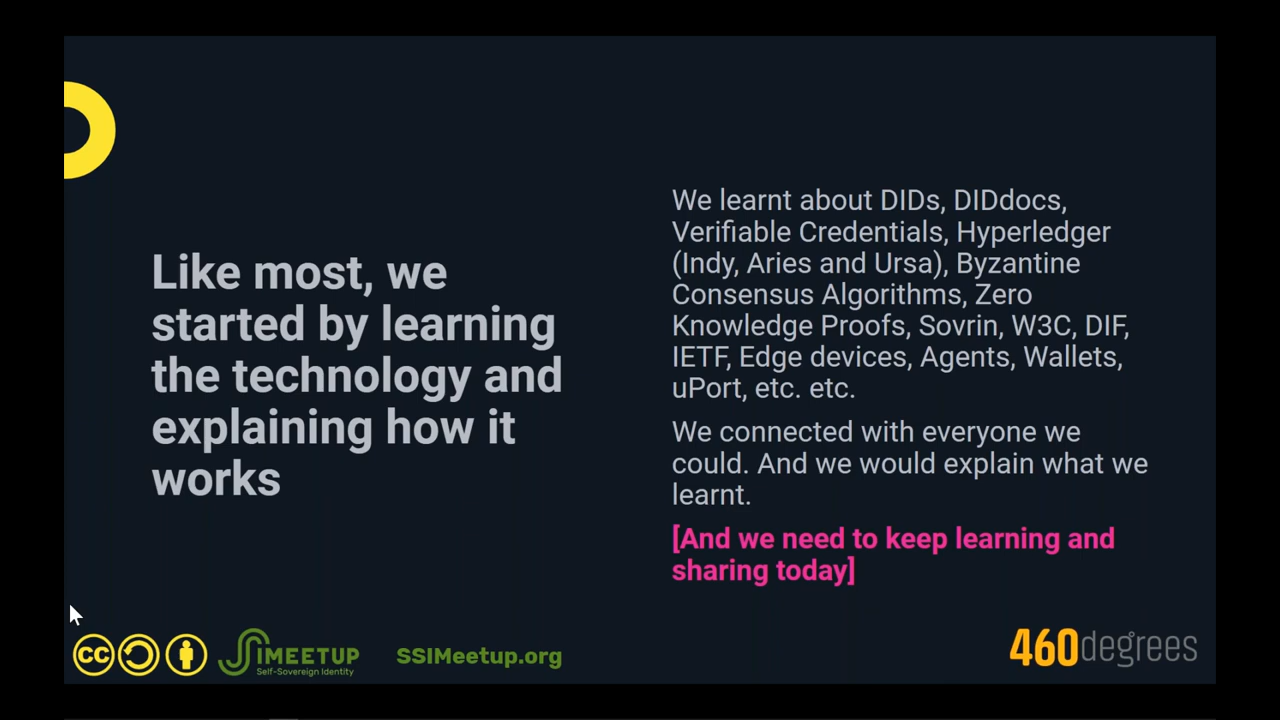 Like most, we
started by learning
the technology and
explaining how it
works
We learnt about DIDs, DIDdocs,
Verifiable Credentials, Hyperledger
(Indy, Aries and Ursa), Byzantine
Consensus Algorithms, Zero
Knowledge Proofs, Sovrin, W3C, DIF,
IETF, Edge devices, Agents, Wallets,
uPort, etc. etc.
We connected with everyone we
could. And we would explain what we
learnt.
[And we need to keep learning and
sharing today]
CC
SSIMEETUP
Self-Sovereign Identity
SSIMeetup.org
460degrees